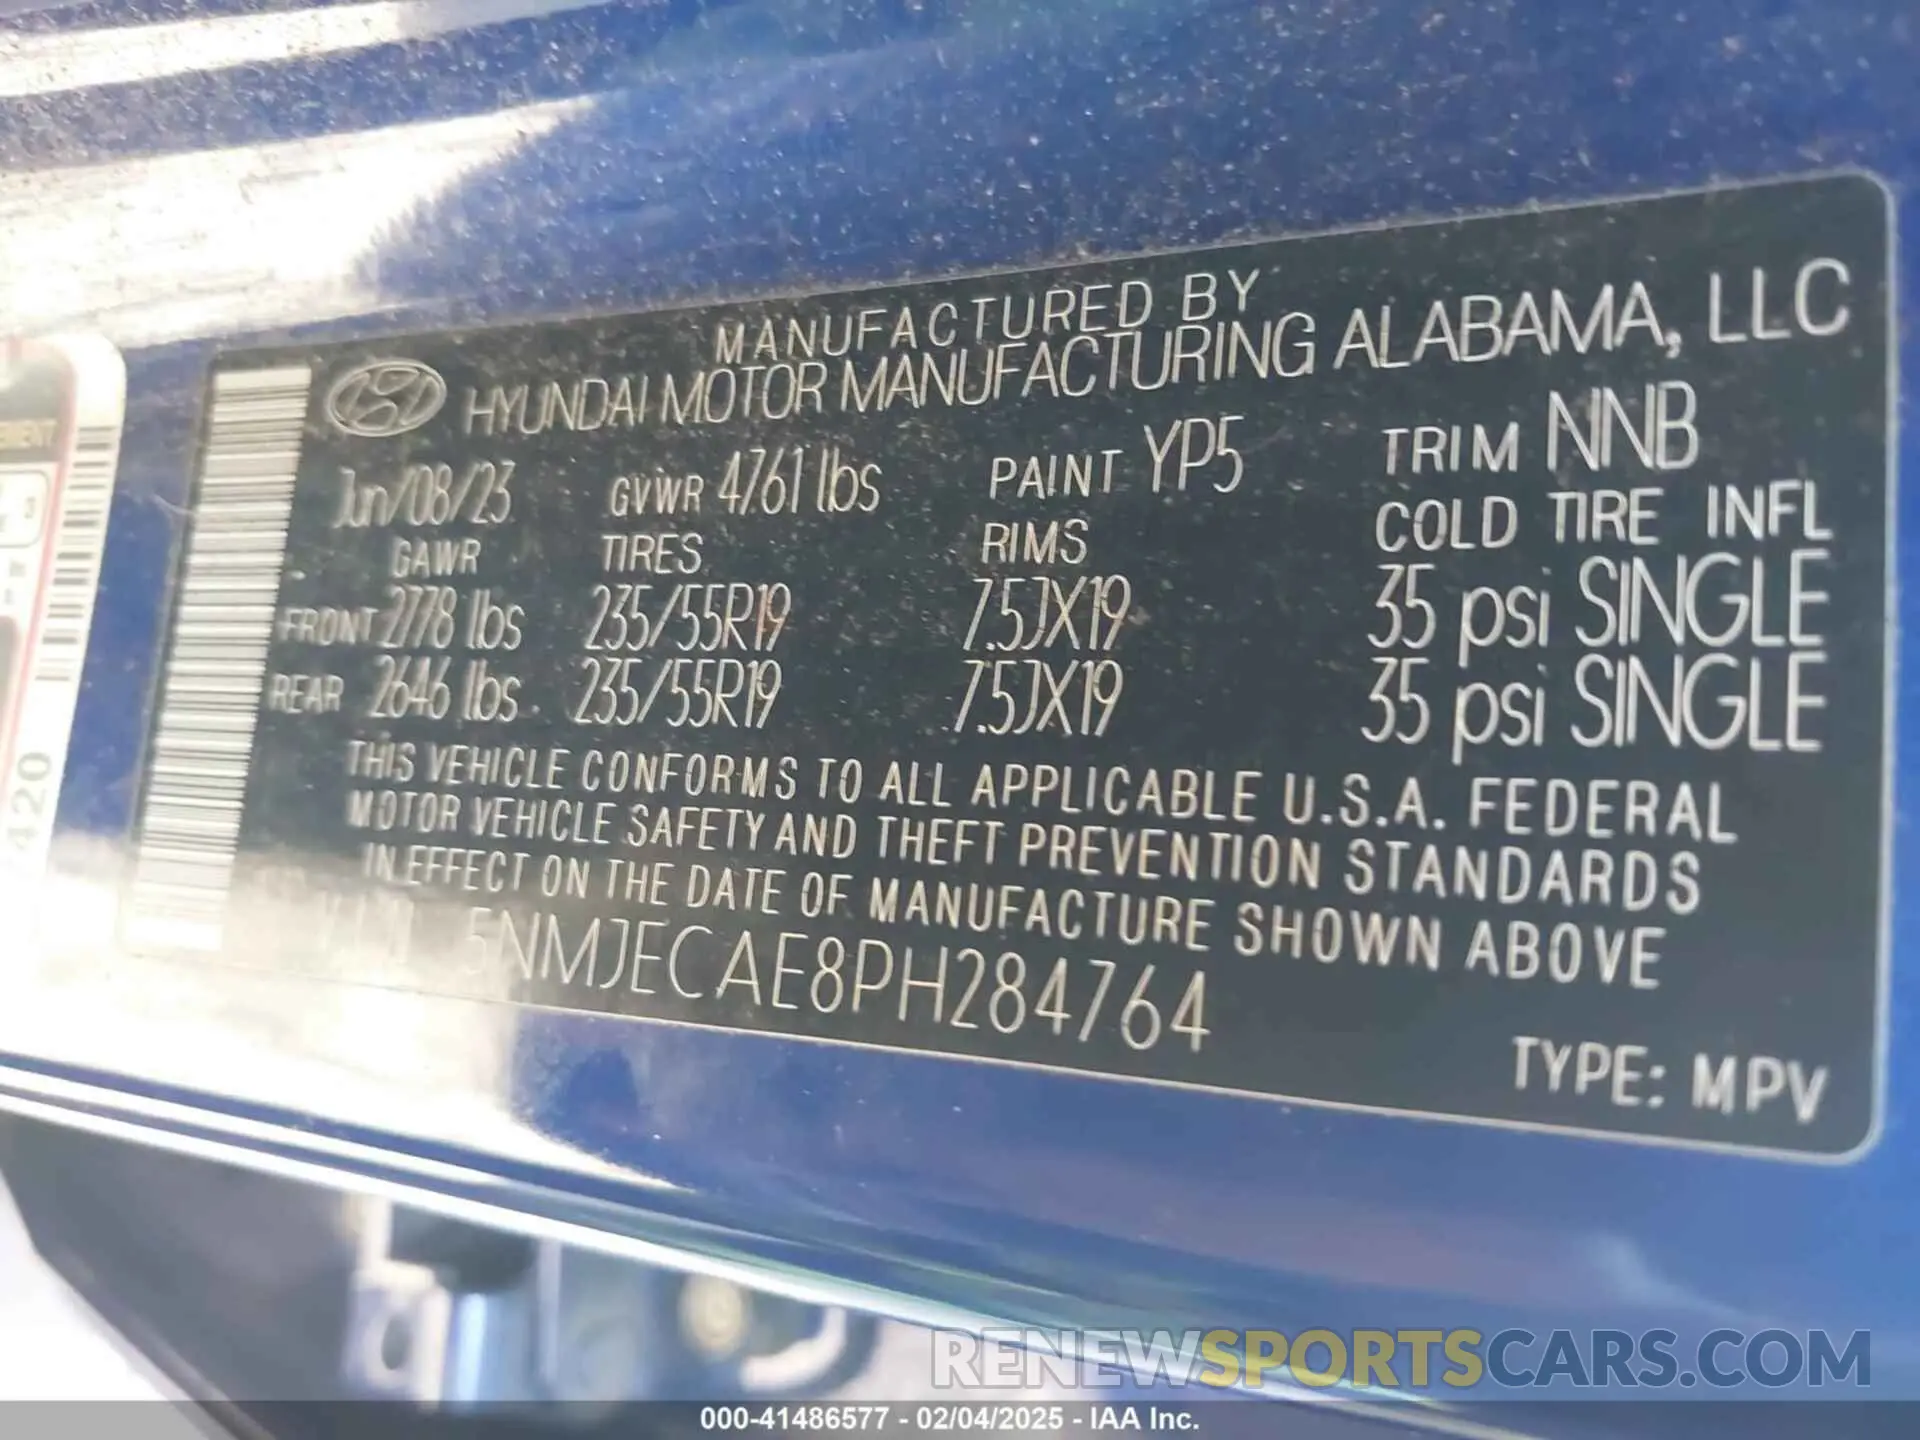 MANUFACTURED BY
HYUNDAI MOTOR MANUFACTURING ALABAMA, LLC
Jun/08/23 GVWR 4761 lbs PAINT YP5 TRIM NNB
GAWR TIRES RIMS COLD TIRE INFL
FRONT 2778 lbs 235/55R19 7.5JX19 35 psi SINGLE
REAR 2646 lbs 235/55R19 7.5JX19 35 psi SINGLE
THIS VEHICLE CONFORMS TO ALL APPLICABLE U.S.A. FEDERAL
MOTOR VEHICLE SAFETY AND THEFT PREVENTION STANDARDS
IN EFFECT ON THE DATE OF MANUFACTURE SHOWN ABOVE
5NMJECAE8PH284764
TYPE: MPV
420
RENEWSPORTSCARS.COM
000-41486577 - 02/04/2025 - IAA Inc.